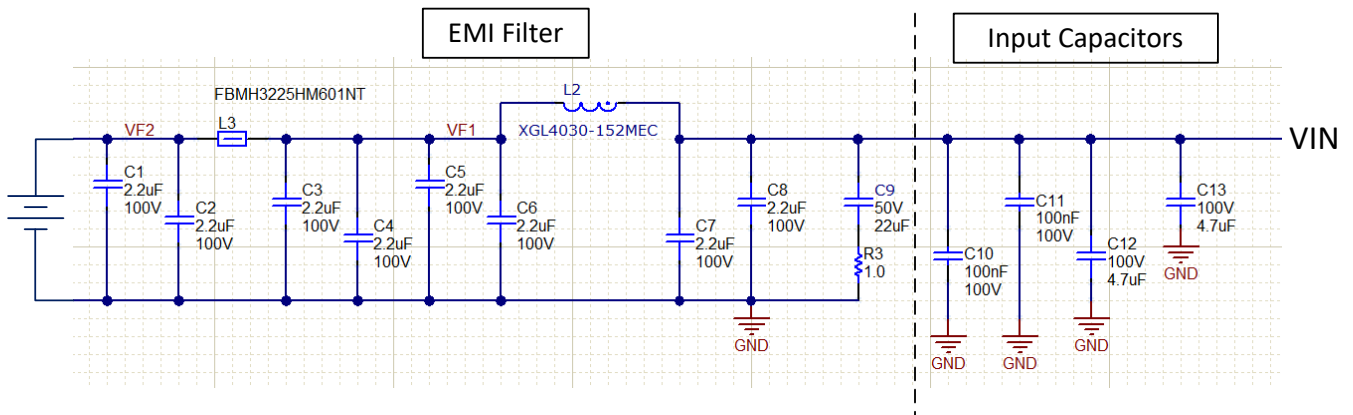 EMI Filter
Input Capacitors
FBMH3225HM601NT
L3
L2
XGL4030-152MEC
VF2
VF1
VIN
C1
2.2uF
100V
C2
2.2uF
100V
C3
2.2uF
100V
C4
2.2uF
100V
C5
2.2uF
100V
C6
2.2uF
100V
C7
2.2uF
100V
C8
2.2uF
100V
C9
50V
22uF
R3
1.0
C10
100nF
100V
C11
100nF
100V
C12
100V
4.7uF
C13
100V
4.7uF
GND
GND
GND
GND
GND